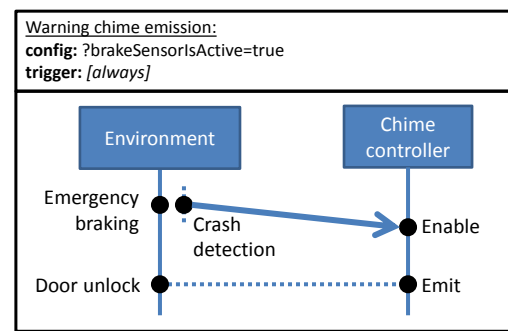 Warning chime emission:
config: ?brakeSensorIsActive=true
trigger: [always]
Environment
Chime
controller
Emergency
braking
Crash
detection
Enable
Door unlock
Emit